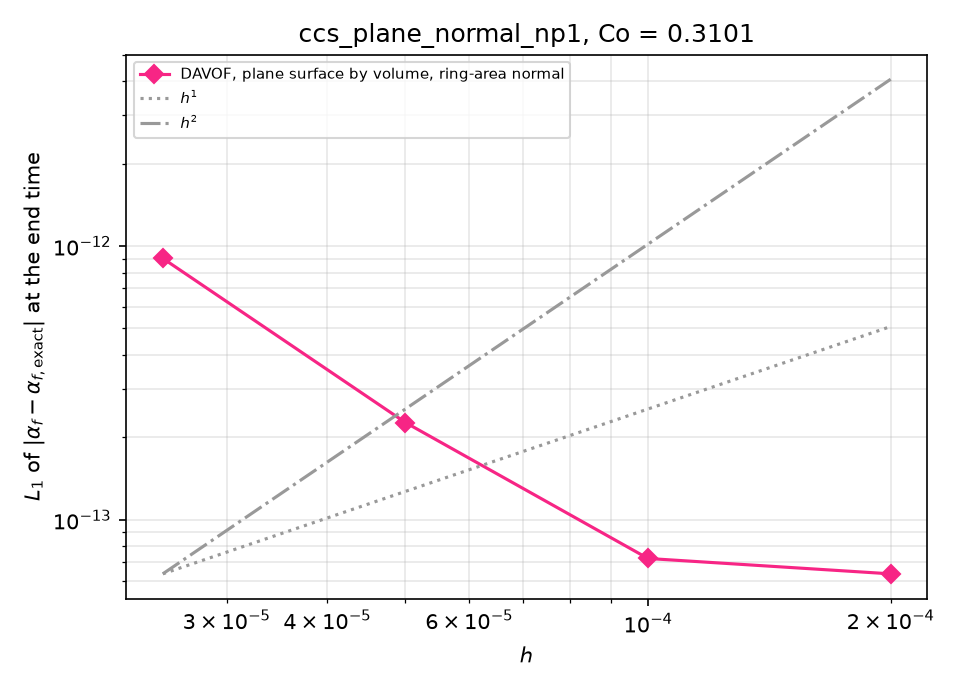 ccs_plane_normal_np1, Co = 0.3101
DAVOF, plane surface by volume, ring-area normal
h¹
h²
L₁ of |α_f − α_{f,exact}| at the end time
10⁻¹²
10⁻¹³
3 × 10⁻⁵ 4 × 10⁻⁵ 6 × 10⁻⁵ 10⁻⁴ 2 × 10⁻⁴
h